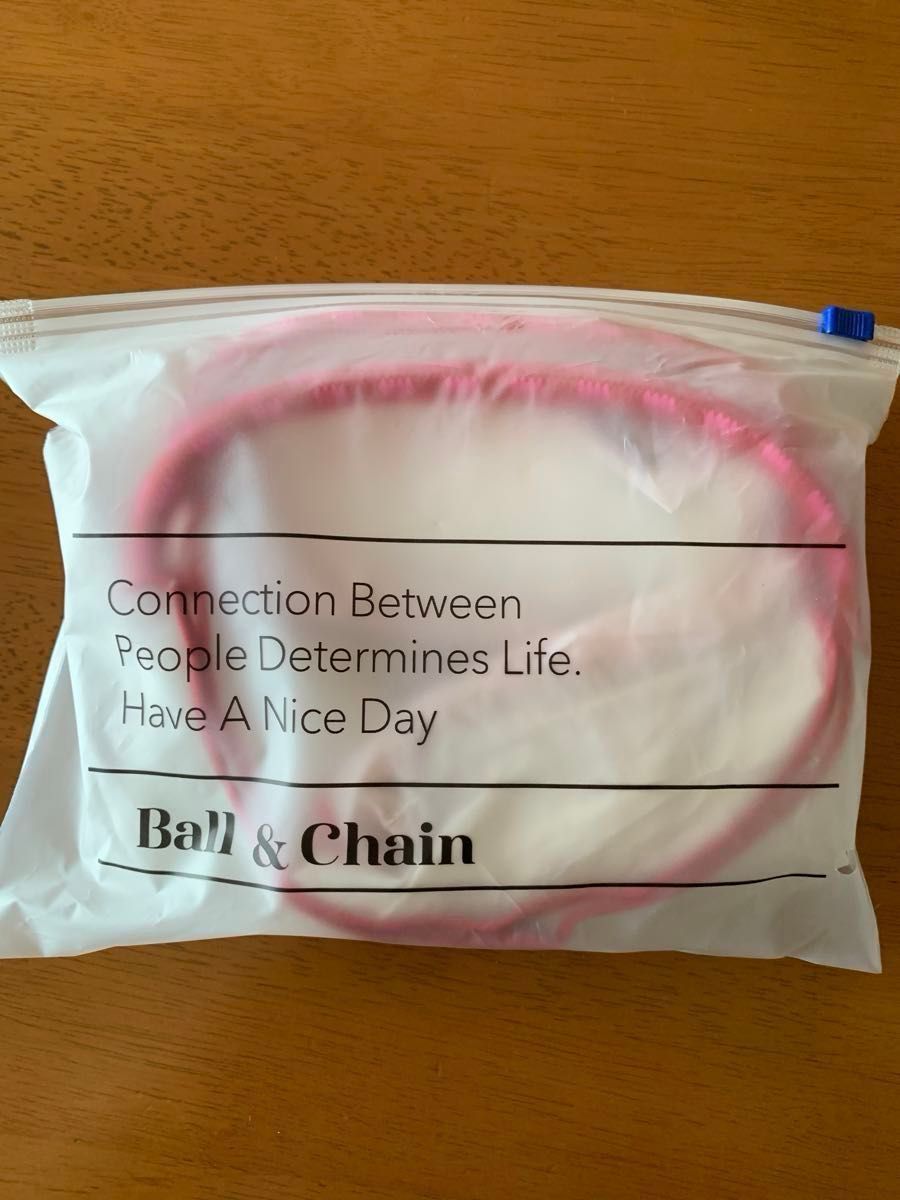 Connection Between
People Determines Life.
Have A Nice Day
Ball & Chain